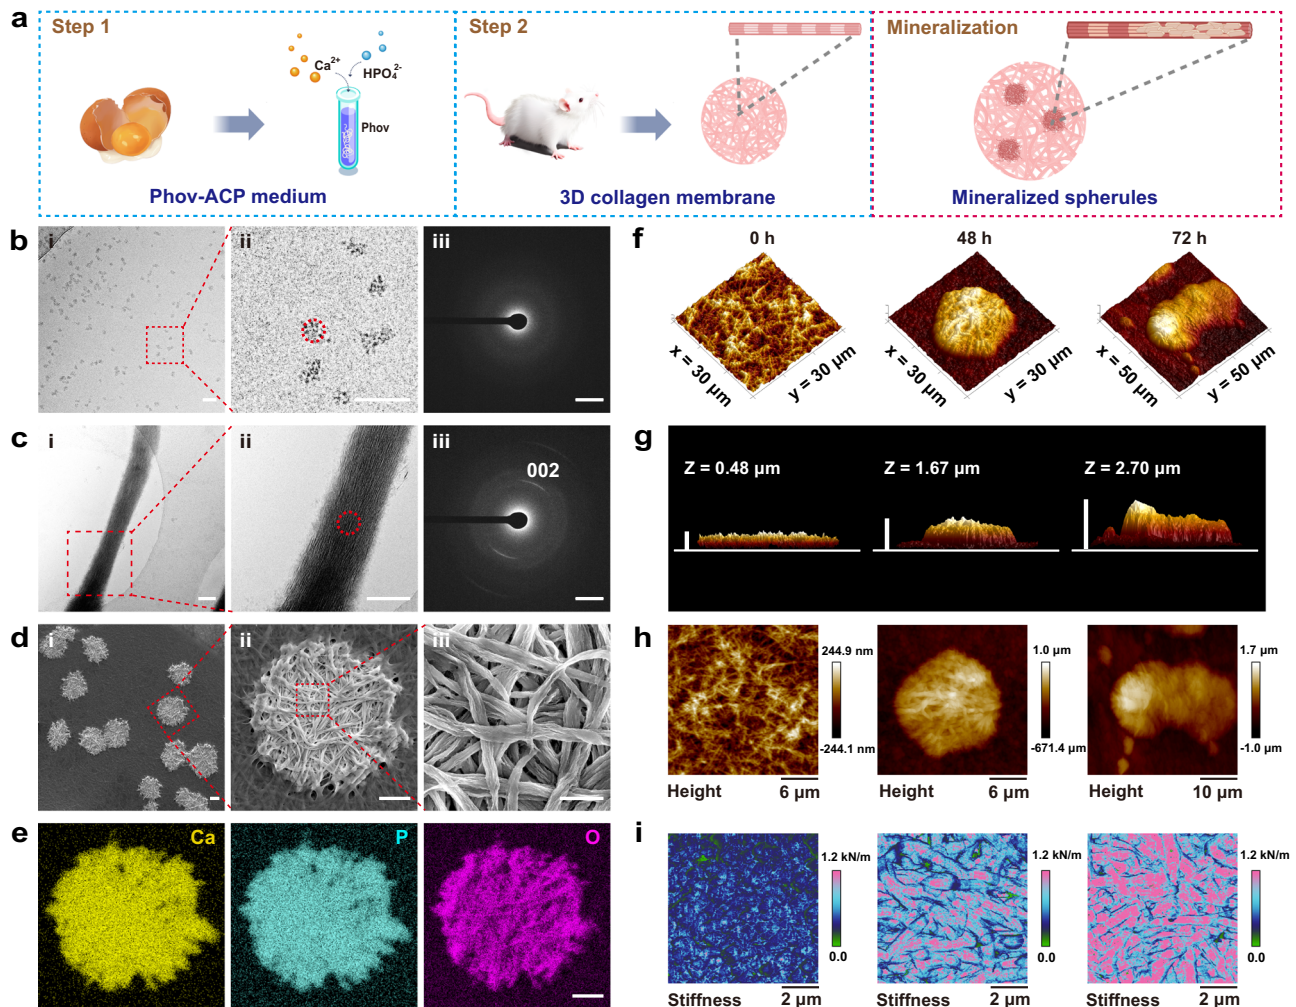 a
Step 1
Ca2+
HPO42-
Phov
Phov-ACP medium
Step 2
3D collagen membrane
Mineralization
Mineralized spherules
b
i
ii
iii
c
i
ii
iii
002
d
i
ii
iii
e
Ca
P
O
f
0 h
48 h
72 h
x = 30 μm
y = 30 μm
x = 30 μm
y = 30 μm
x = 50 μm
y = 50 μm
g
Z = 0.48 μm
Z = 1.67 μm
Z = 2.70 μm
h
244.9 nm
-244.1 nm
Height
6 μm
1.0 μm
-671.4 μm
Height
6 μm
1.7 μm
-1.0 μm
Height
10 μm
i
1.2 kN/m
0.0
Stiffness
2 μm
1.2 kN/m
0.0
Stiffness
2 μm
1.2 kN/m
0.0
Stiffness
2 μm